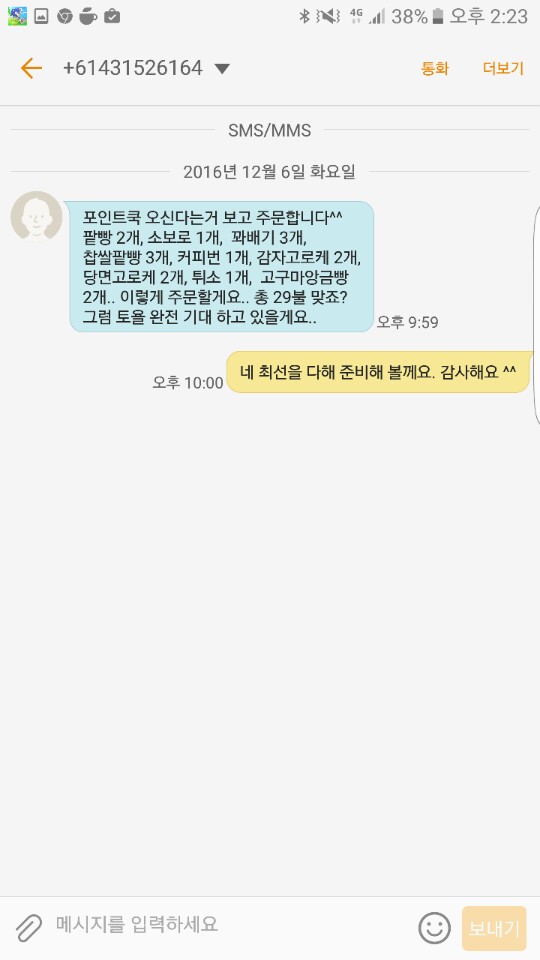 4G 38% 오후 2:23
+61431526164 통화 더보기
SMS/MMS
2016년 12월 6일 화요일
포인트쿡 오신다는거 보고 주문합니다^^
팥빵 2개, 소보로 1개, 꽈배기 3개,
찹쌀팥빵 3개, 커피번 1개, 감자고로케 2개,
당면고로케 2개, 튀소 1개, 고구마앙금빵
2개.. 이렇게 주문할게요.. 총 29불 맞죠?
그럼 토욜 완전 기대 하고 있을게요..
오후 9:59
네 최선을 다해 준비해 볼께요. 감사해요 ^^
오후 10:00
메시지를 입력하세요
보내기